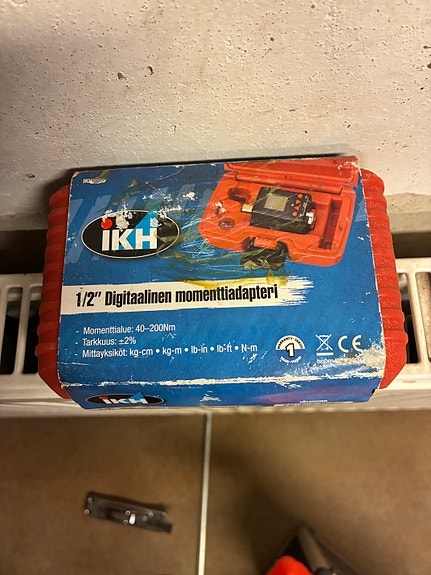 IKH
1/2" Digitaalinen momenttiadapteri
- Momenttialue: 40–200Nm
- Tarkkuus: ±2%
- Mittayksiköt: kg-cm • kg-m • lb-in • lb-ft • N-m
1
CE
IKH